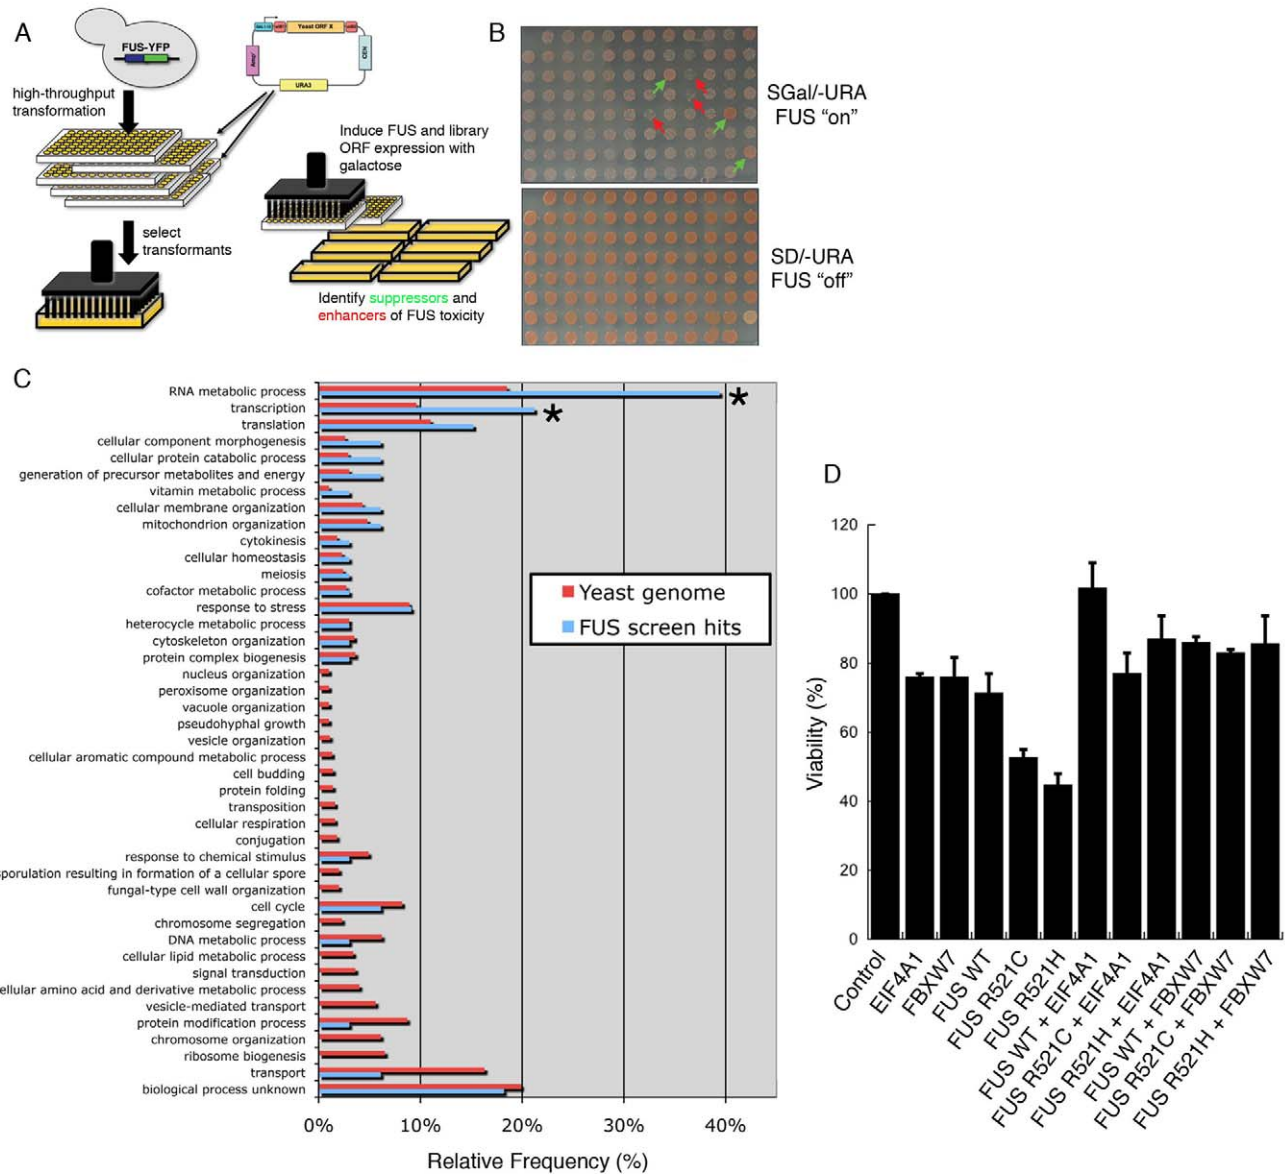 A
FUS-YFP
Yeast ORF X
Ampr
CEN
URA3
high-throughput
transformation
select
transformants
Induce FUS and library
ORF expression with
galactose
Identify suppressors and
enhancers of FUS toxicity
B
SGal/-URA
FUS “on”
SD/-URA
FUS “off”
C
RNA metabolic process
*
transcription
*
translation
cellular component morphogenesis
cellular protein catabolic process
generation of precursor metabolites and energy
vitamin metabolic process
cellular membrane organization
mitochondrion organization
cytokinesis
cellular homeostasis
meiosis
cofactor metabolic process
response to stress
heterocycle metabolic process
cytoskeleton organization
protein complex biogenesis
nucleus organization
peroxisome organization
vacuole organization
pseudohyphal growth
vesicle organization
cellular aromatic compound metabolic process
cell budding
protein folding
transposition
cellular respiration
conjugation
response to chemical stimulus
sporulation resulting in formation of a cellular spore
fungal-type cell wall organization
cell cycle
chromosome segregation
DNA metabolic process
cellular lipid metabolic process
signal transduction
ellular amino acid and derivative metabolic process
vesicle-mediated transport
protein modification process
chromosome organization
ribosome biogenesis
transport
biological process unknown
0% 10% 20% 30% 40%
Relative Frequency (%)
Yeast genome
FUS screen hits
D
Viability (%)
120
100
80
60
40
20
0
Control
EIF4A1
FBXW7
FUS WT
FUS R521C
FUS R521H
FUS WT + EIF4A1
FUS R521C + EIF4A1
FUS R521H + EIF4A1
FUS WT + FBXW7
FUS R521C + FBXW7
FUS R521H + FBXW7